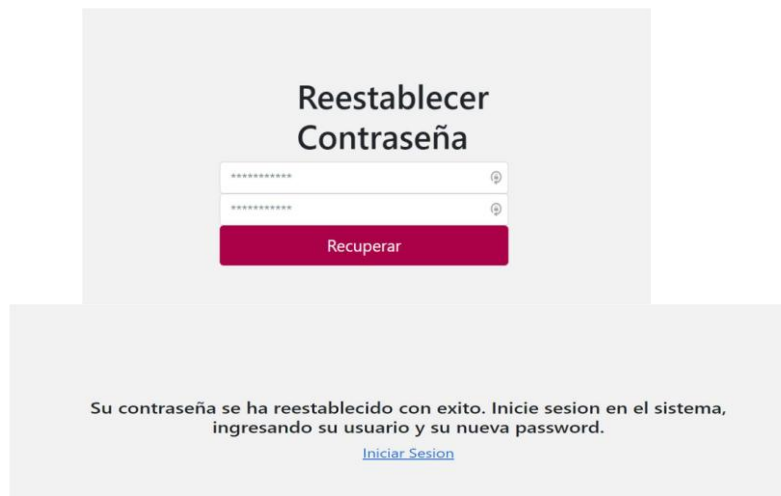 Reestablecer
Contraseña
***********
***********
Recuperar
Su contraseña se ha reestablecido con exito. Inicie sesion en el sistema,
ingresando su usuario y su nueva password.
Iniciar Sesion